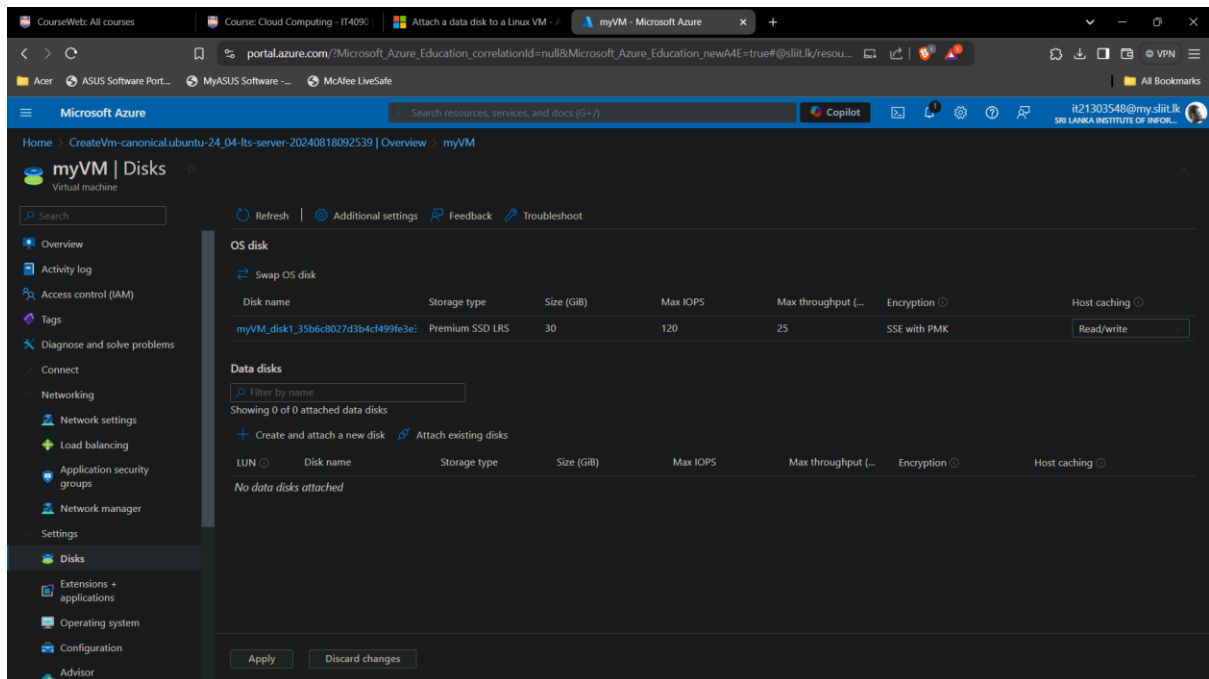 CourseWeb: All courses
Course: Cloud Computing - IT4090
Attach a data disk to a Linux VM - A
myVM - Microsoft Azure
portal.azure.com/?Microsoft_Azure_Education_correlationId=null&Microsoft_Azure_Education_newA4E=true#@sliit.lk/resou...
VPN
Acer
ASUS Software Port...
MyASUS Software -...
McAfee LiveSafe
All Bookmarks
Microsoft Azure
Search resources, services, and docs (G+/)
Copilot
1
it21303548@my.sliit.lk
SRI LANKA INSTITUTE OF INFOR...
Home > CreateVm-canonical.ubuntu-24_04-lts-server-20240818092539 | Overview > myVM
myVM | Disks
Virtual machine
Search
Refresh
Additional settings
Feedback
Troubleshoot
Overview
Activity log
Access control (IAM)
Tags
Diagnose and solve problems
Connect
Networking
Network settings
Load balancing
Application security
groups
Network manager
Settings
Disks
Extensions +
applications
Operating system
Configuration
Advisor
OS disk
Swap OS disk
Disk name Storage type Size (GiB) Max IOPS Max throughput (... Encryption Host caching
myVM_disk1_35b6c8027d3b4cf499fe3e3 Premium SSD LRS 30 120 25 SSE with PMK Read/write
Data disks
Filter by name
Showing 0 of 0 attached data disks
Create and attach a new disk
Attach existing disks
LUN Disk name Storage type Size (GiB) Max IOPS Max throughput (... Encryption Host caching
No data disks attached
Apply
Discard changes